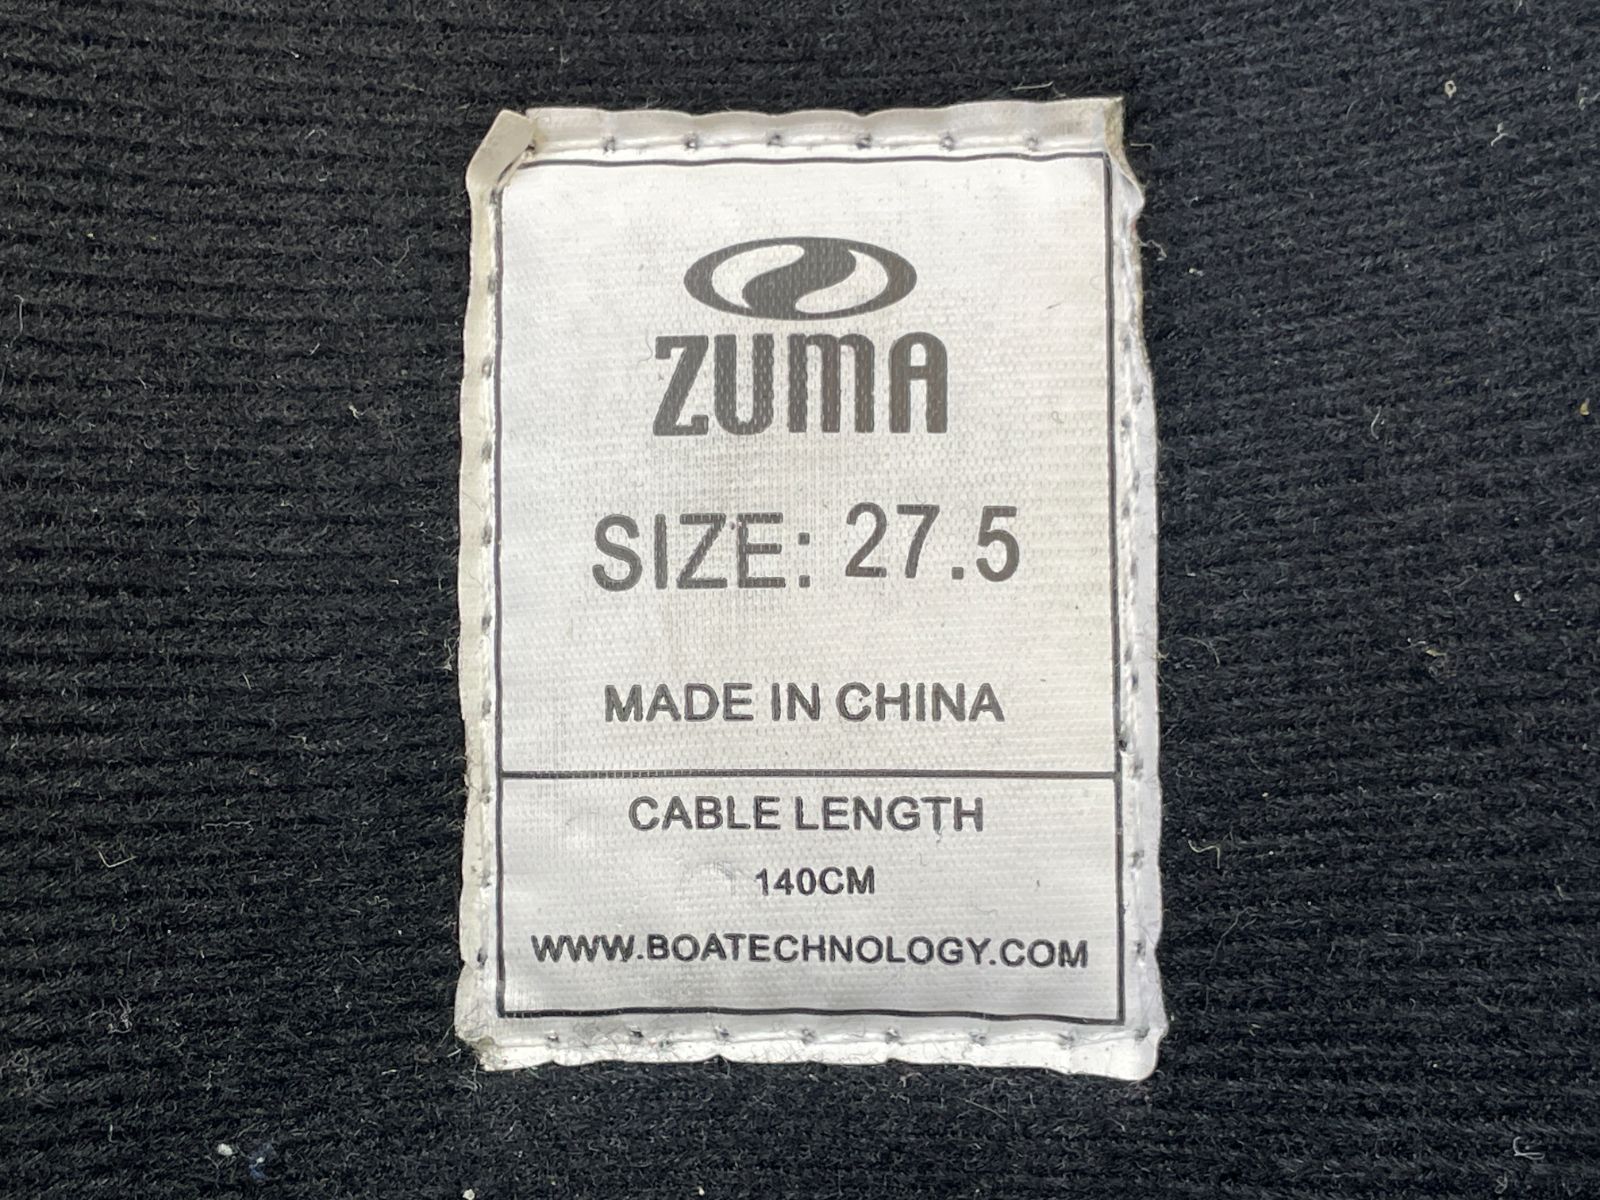 ZUMA
SIZE: 27.5
MADE IN CHINA
CABLE LENGTH
140CM
WWW.BOATECHNOLOGY.COM